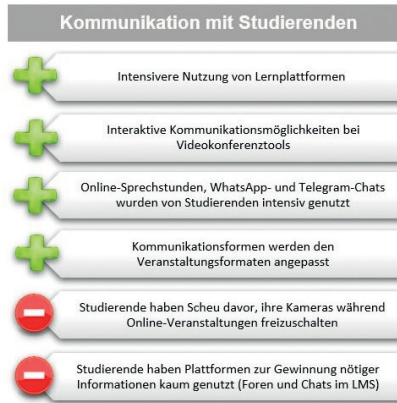 Kommunikation mit Studierenden
Intensivere Nutzung von Lernplattformen
Interaktive Kommunikationsmöglichkeiten bei
Videokonferenztools
Online-Sprechstunden, WhatsApp- und Telegram-Chats
wurden von Studierenden intensiv genutzt
Kommunikationsformen werden den
Veranstaltungsformaten angepasst
Studierende haben Scheu davor, ihre Kameras während
Online-Veranstaltungen freizuschalten
Studierende haben Plattformen zur Gewinnung nötiger
Informationen kaum genutzt (Foren und Chats im LMS)